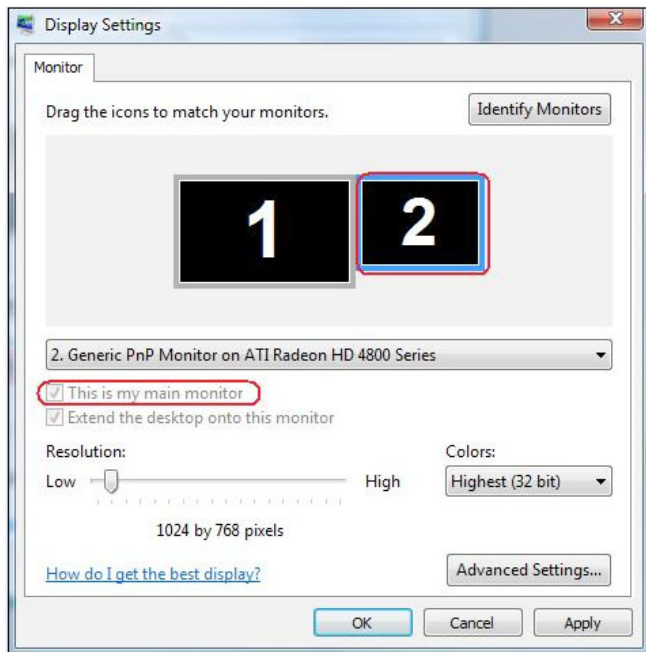 Display Settings
Monitor
Drag the icons to match your monitors.
Identify Monitors
1
2
2. Generic PnP Monitor on ATI Radeon HD 4800 Series
This is my main monitor
Extend the desktop onto this monitor
Resolution:
Colors:
Low
High
Highest (32 bit)
1024 by 768 pixels
How do I get the best display?
Advanced Settings...
OK
Cancel
Apply